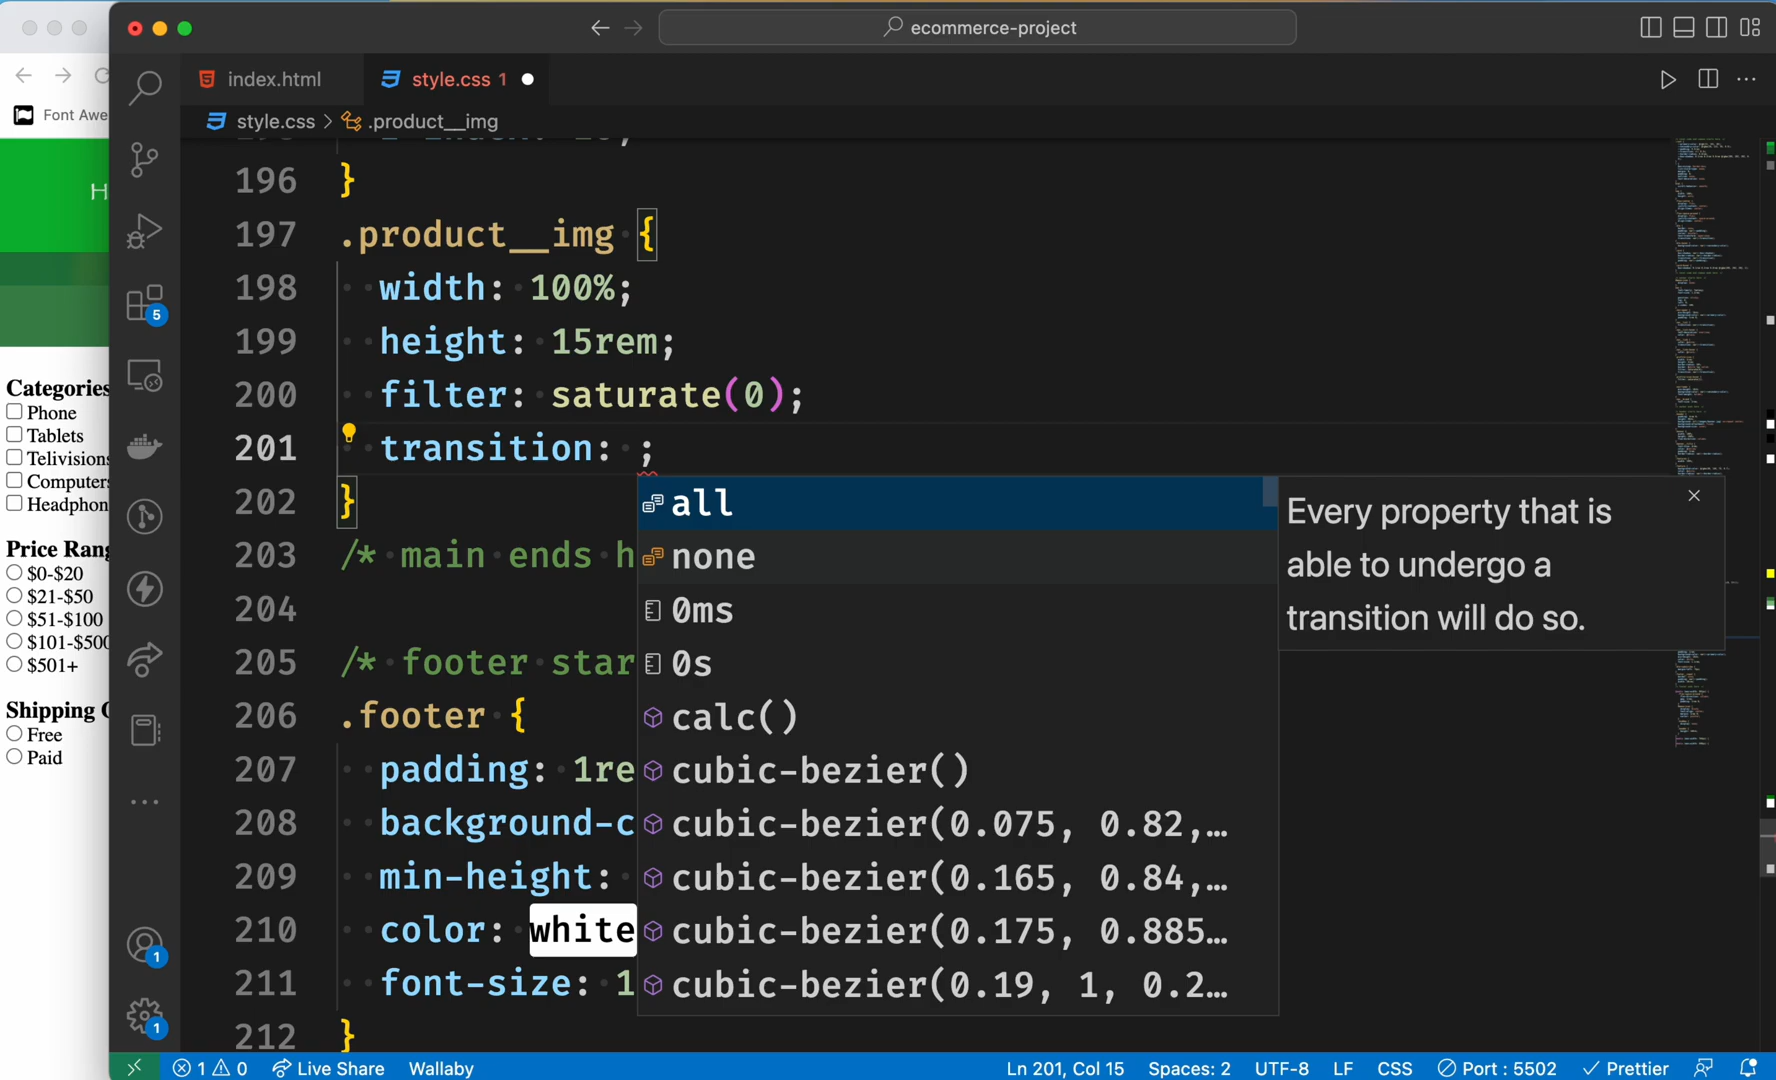 ecommerce-project
index.html
style.css 1
Font Awe
style.css > .product__img
196 }
197 .product__img {
198 width: 100%;
199 height: 15rem;
200 filter: saturate(0);
201 transition: ;
202 }
203 /* main ends h
204
205 /* footer star
206 .footer {
207 padding: 1re
208 background-c
209 min-height:
210 color: white
211 font-size: 1
212 }
all
none
0ms
0s
calc()
cubic-bezier()
cubic-bezier(0.075, 0.82,…
cubic-bezier(0.165, 0.84,…
cubic-bezier(0.175, 0.885…
cubic-bezier(0.19, 1, 0.2…
Every property that is
able to undergo a
transition will do so.
H
Categories
Phone
Tablets
Telivisions
Computers
Headphon
Price Rang
$0-$20
$21-$50
$51-$100
$101-$500
$501+
Shipping O
Free
Paid
5
1
1
1 0 Live Share Wallaby Ln 201, Col 15 Spaces: 2 UTF-8 LF CSS Port : 5502 Prettier